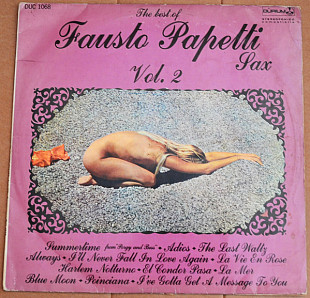 DUC 1068
The best of
DURIUM
Fausto Papetti
Sax
Vol. 2
Summertime from "Porgy and Bess" • Adios • The Last Waltz
Always • I'll Never Fall In Love Again • La Vie En Rose
Harlem Notturno • El Condor Pasa • La Mer
Blue Moon • Poinciana • I've Gotta Get A Message To You